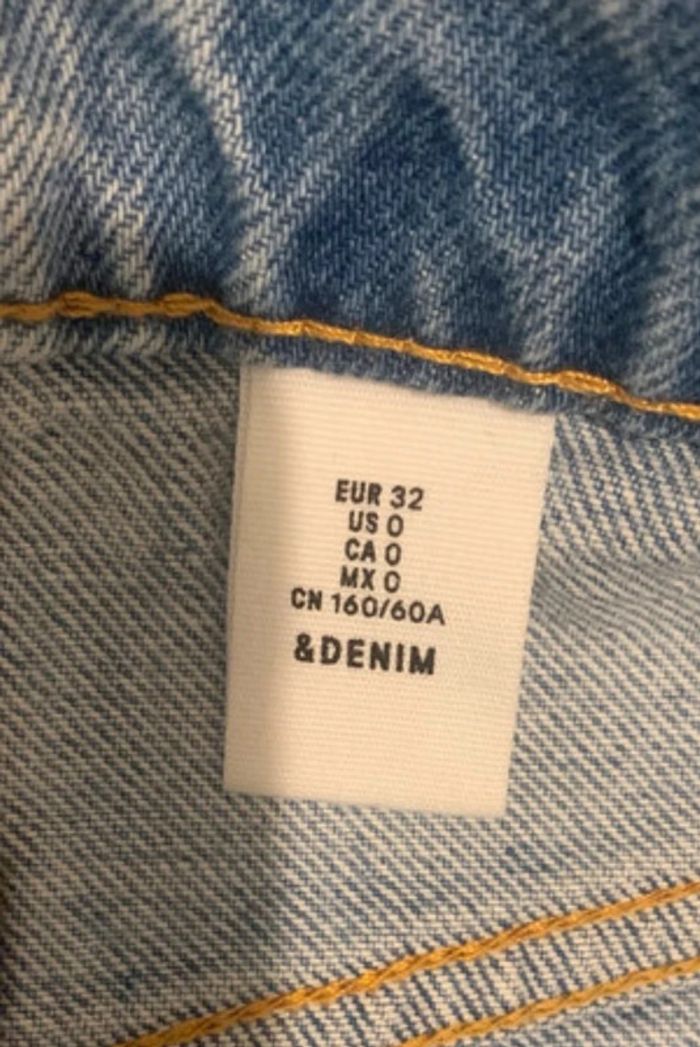 EUR 32
US 0
CA 0
MX 0
CN 160/60A
&DENIM